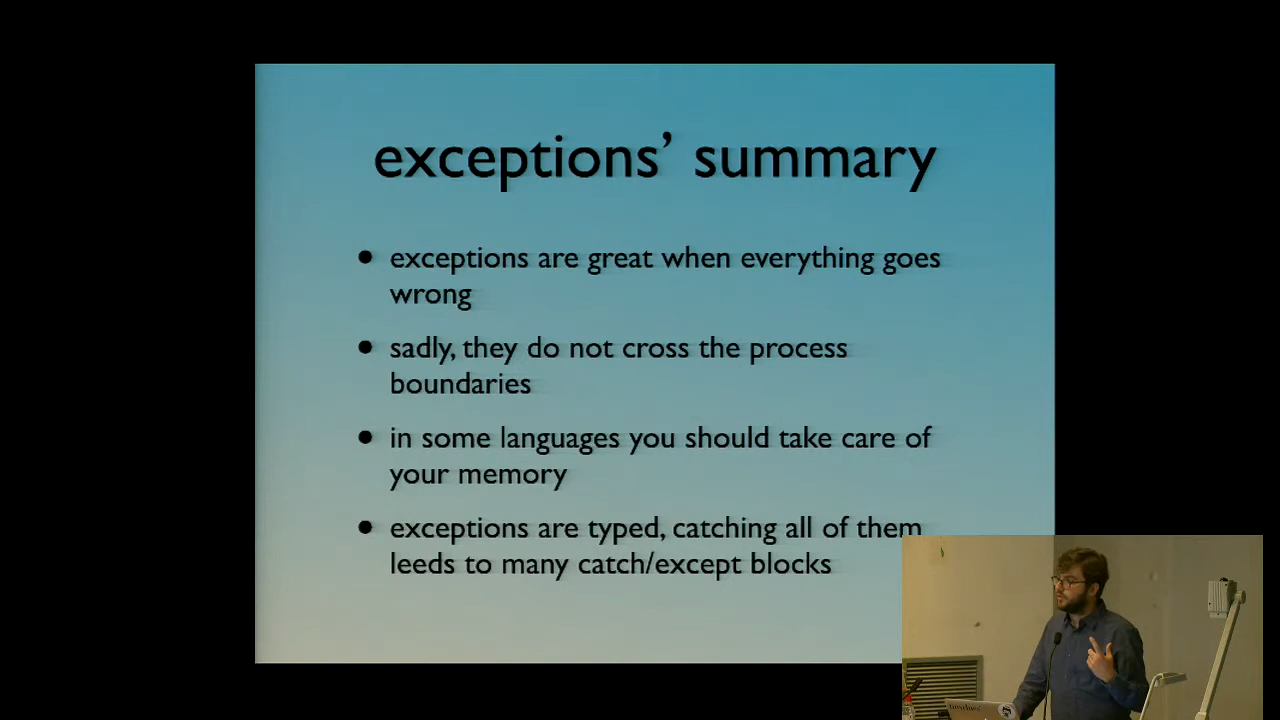 exceptions’ summary
• exceptions are great when everything goes
wrong
• sadly, they do not cross the process
boundaries
• in some languages you should take care of
your memory
• exceptions are typed, catching all of them
leeds to many catch/except blocks